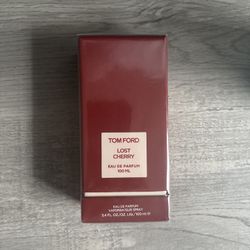 TOM FORD
LOST
CHERRY
EAU DE PARFUM
100 ML
EAU DE PARFUM
VAPORISATEUR SPRAY
3.4 FL. OZ./OZ. LIQ./100 ml ℮